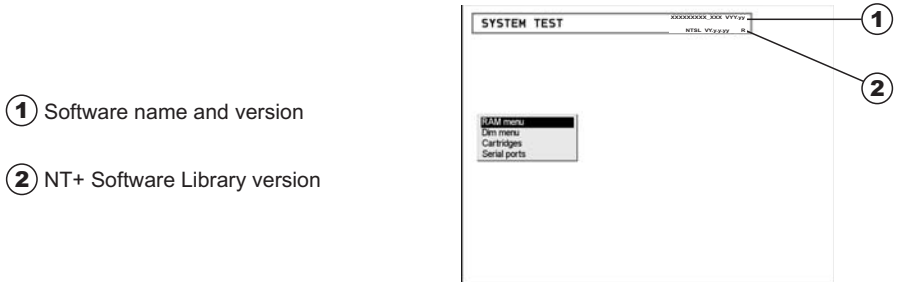 1 Software name and version
2 NT+ Software Library version
SYSTEM TEST
XXXXXXXXX_XXX VYY.yy
NTSL VY.y.y.yy R
1
2
RAM menu
Dim menu
Cartridges
Serial ports